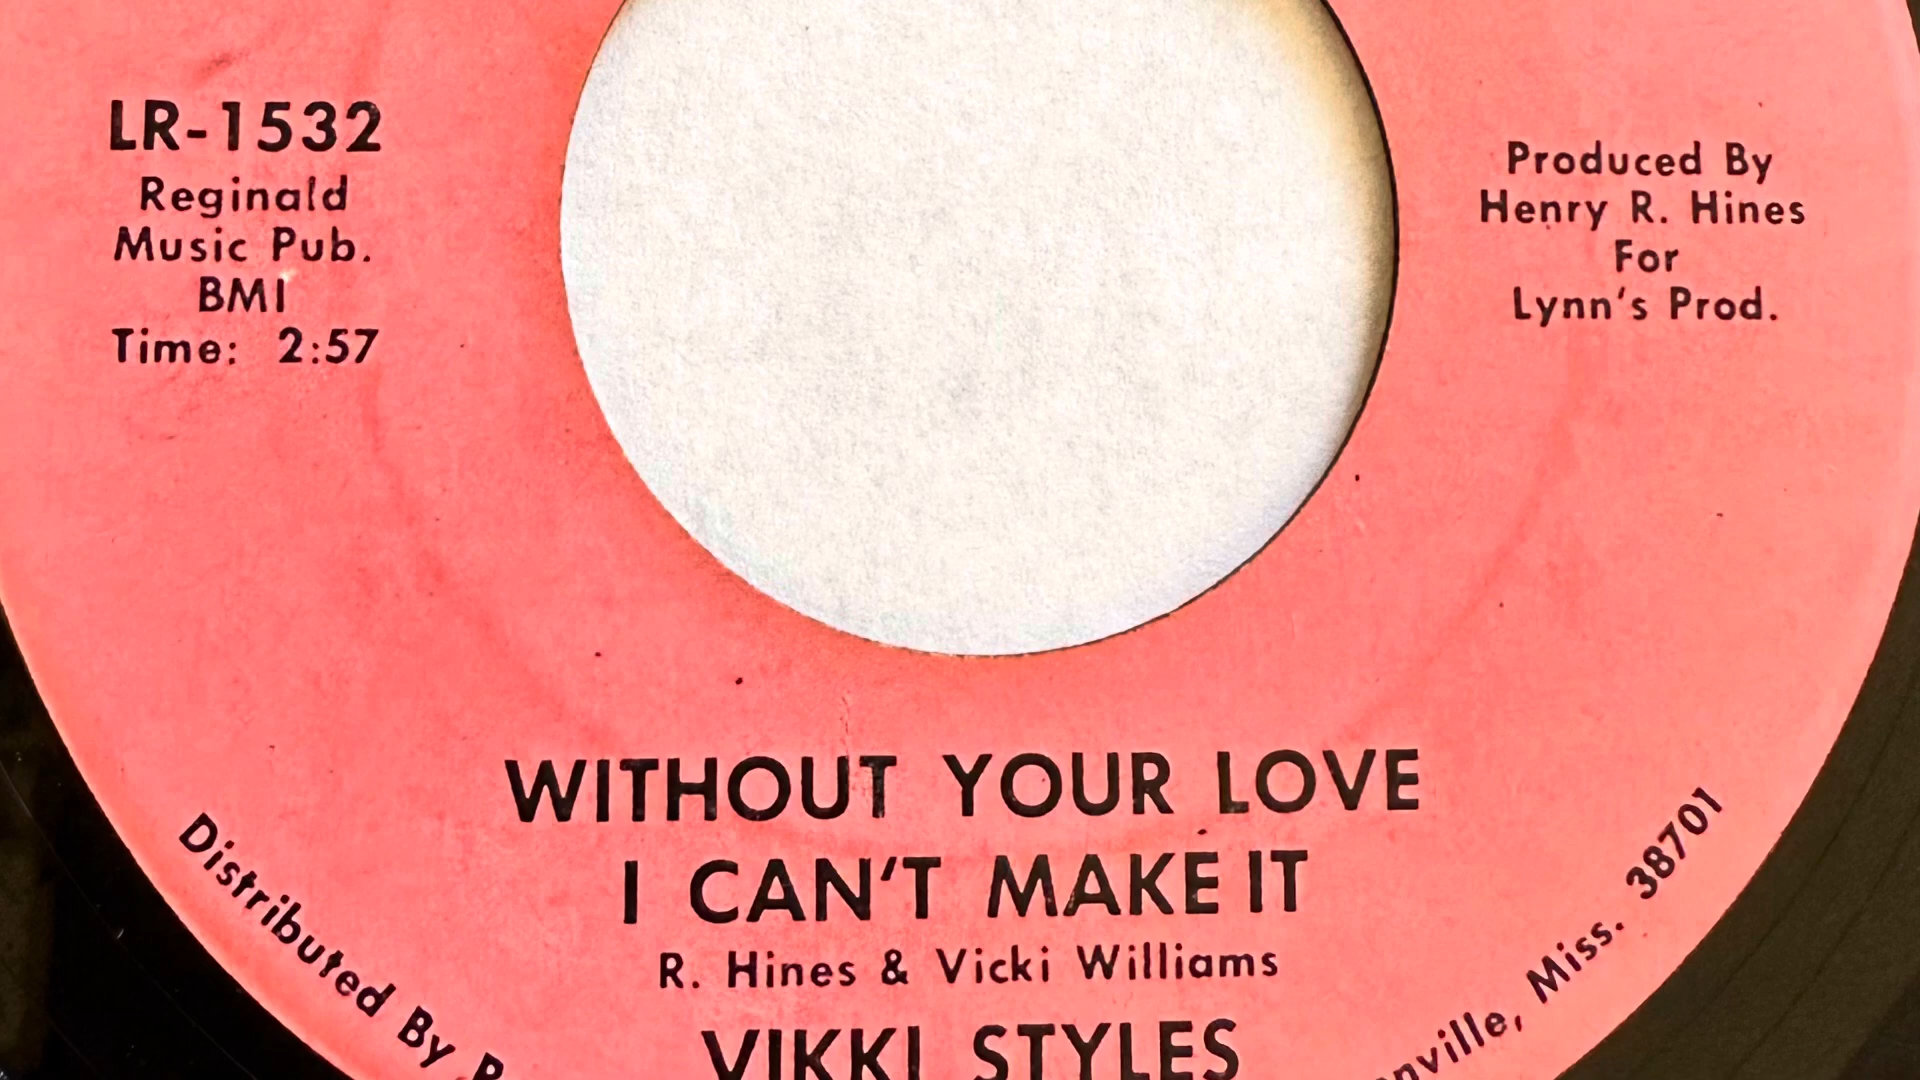 LR-1532
Reginald
Music Pub.
BMI
Time: 2:57
Produced By
Henry R. Hines
For
Lynn's Prod.
WITHOUT YOUR LOVE
I CAN'T MAKE IT
R. Hines & Vicki Williams
VIKKI STYLES
Distributed By
Miss. 38701